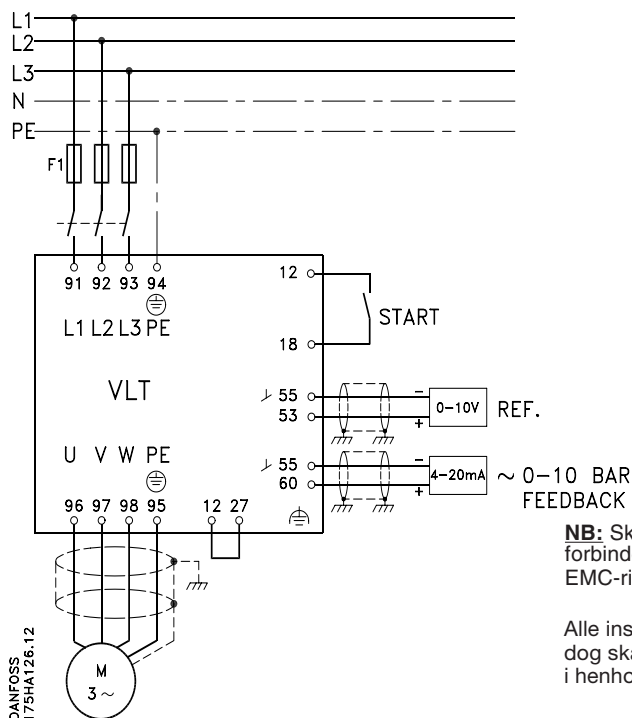 L1
L2
L3
N
PE
F1
91 92 93 94
L1 L2 L3 PE
12
18
START
VLT
55
53
- 0-10V +
REF.
55
60
- 4-20mA +
~ 0-10 BAR
FEEDBACK
U V W PE
96 97 98 95
12 27
NB:
forbind
EMC-ri
Alle ins
dog ska
i henho
M
3~
DANFOSS
175HA126.12